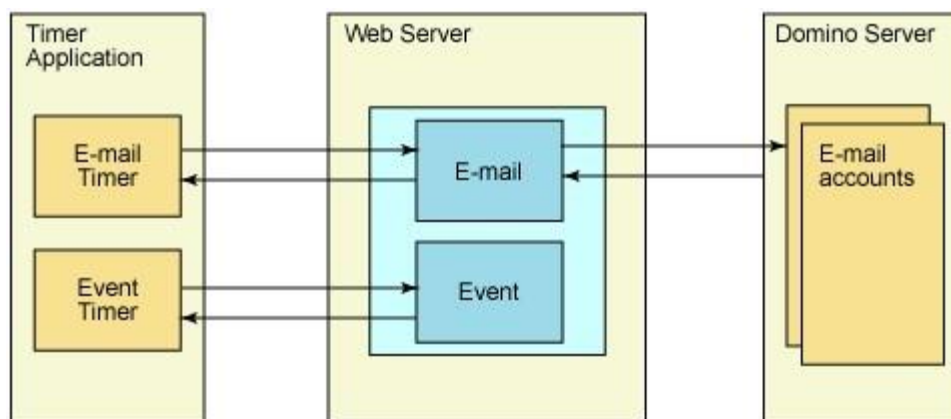 Timer
Application
Web Server
Domino Server
E-mail
Timer
E-mail
E-mail
accounts
Event
Timer
Event